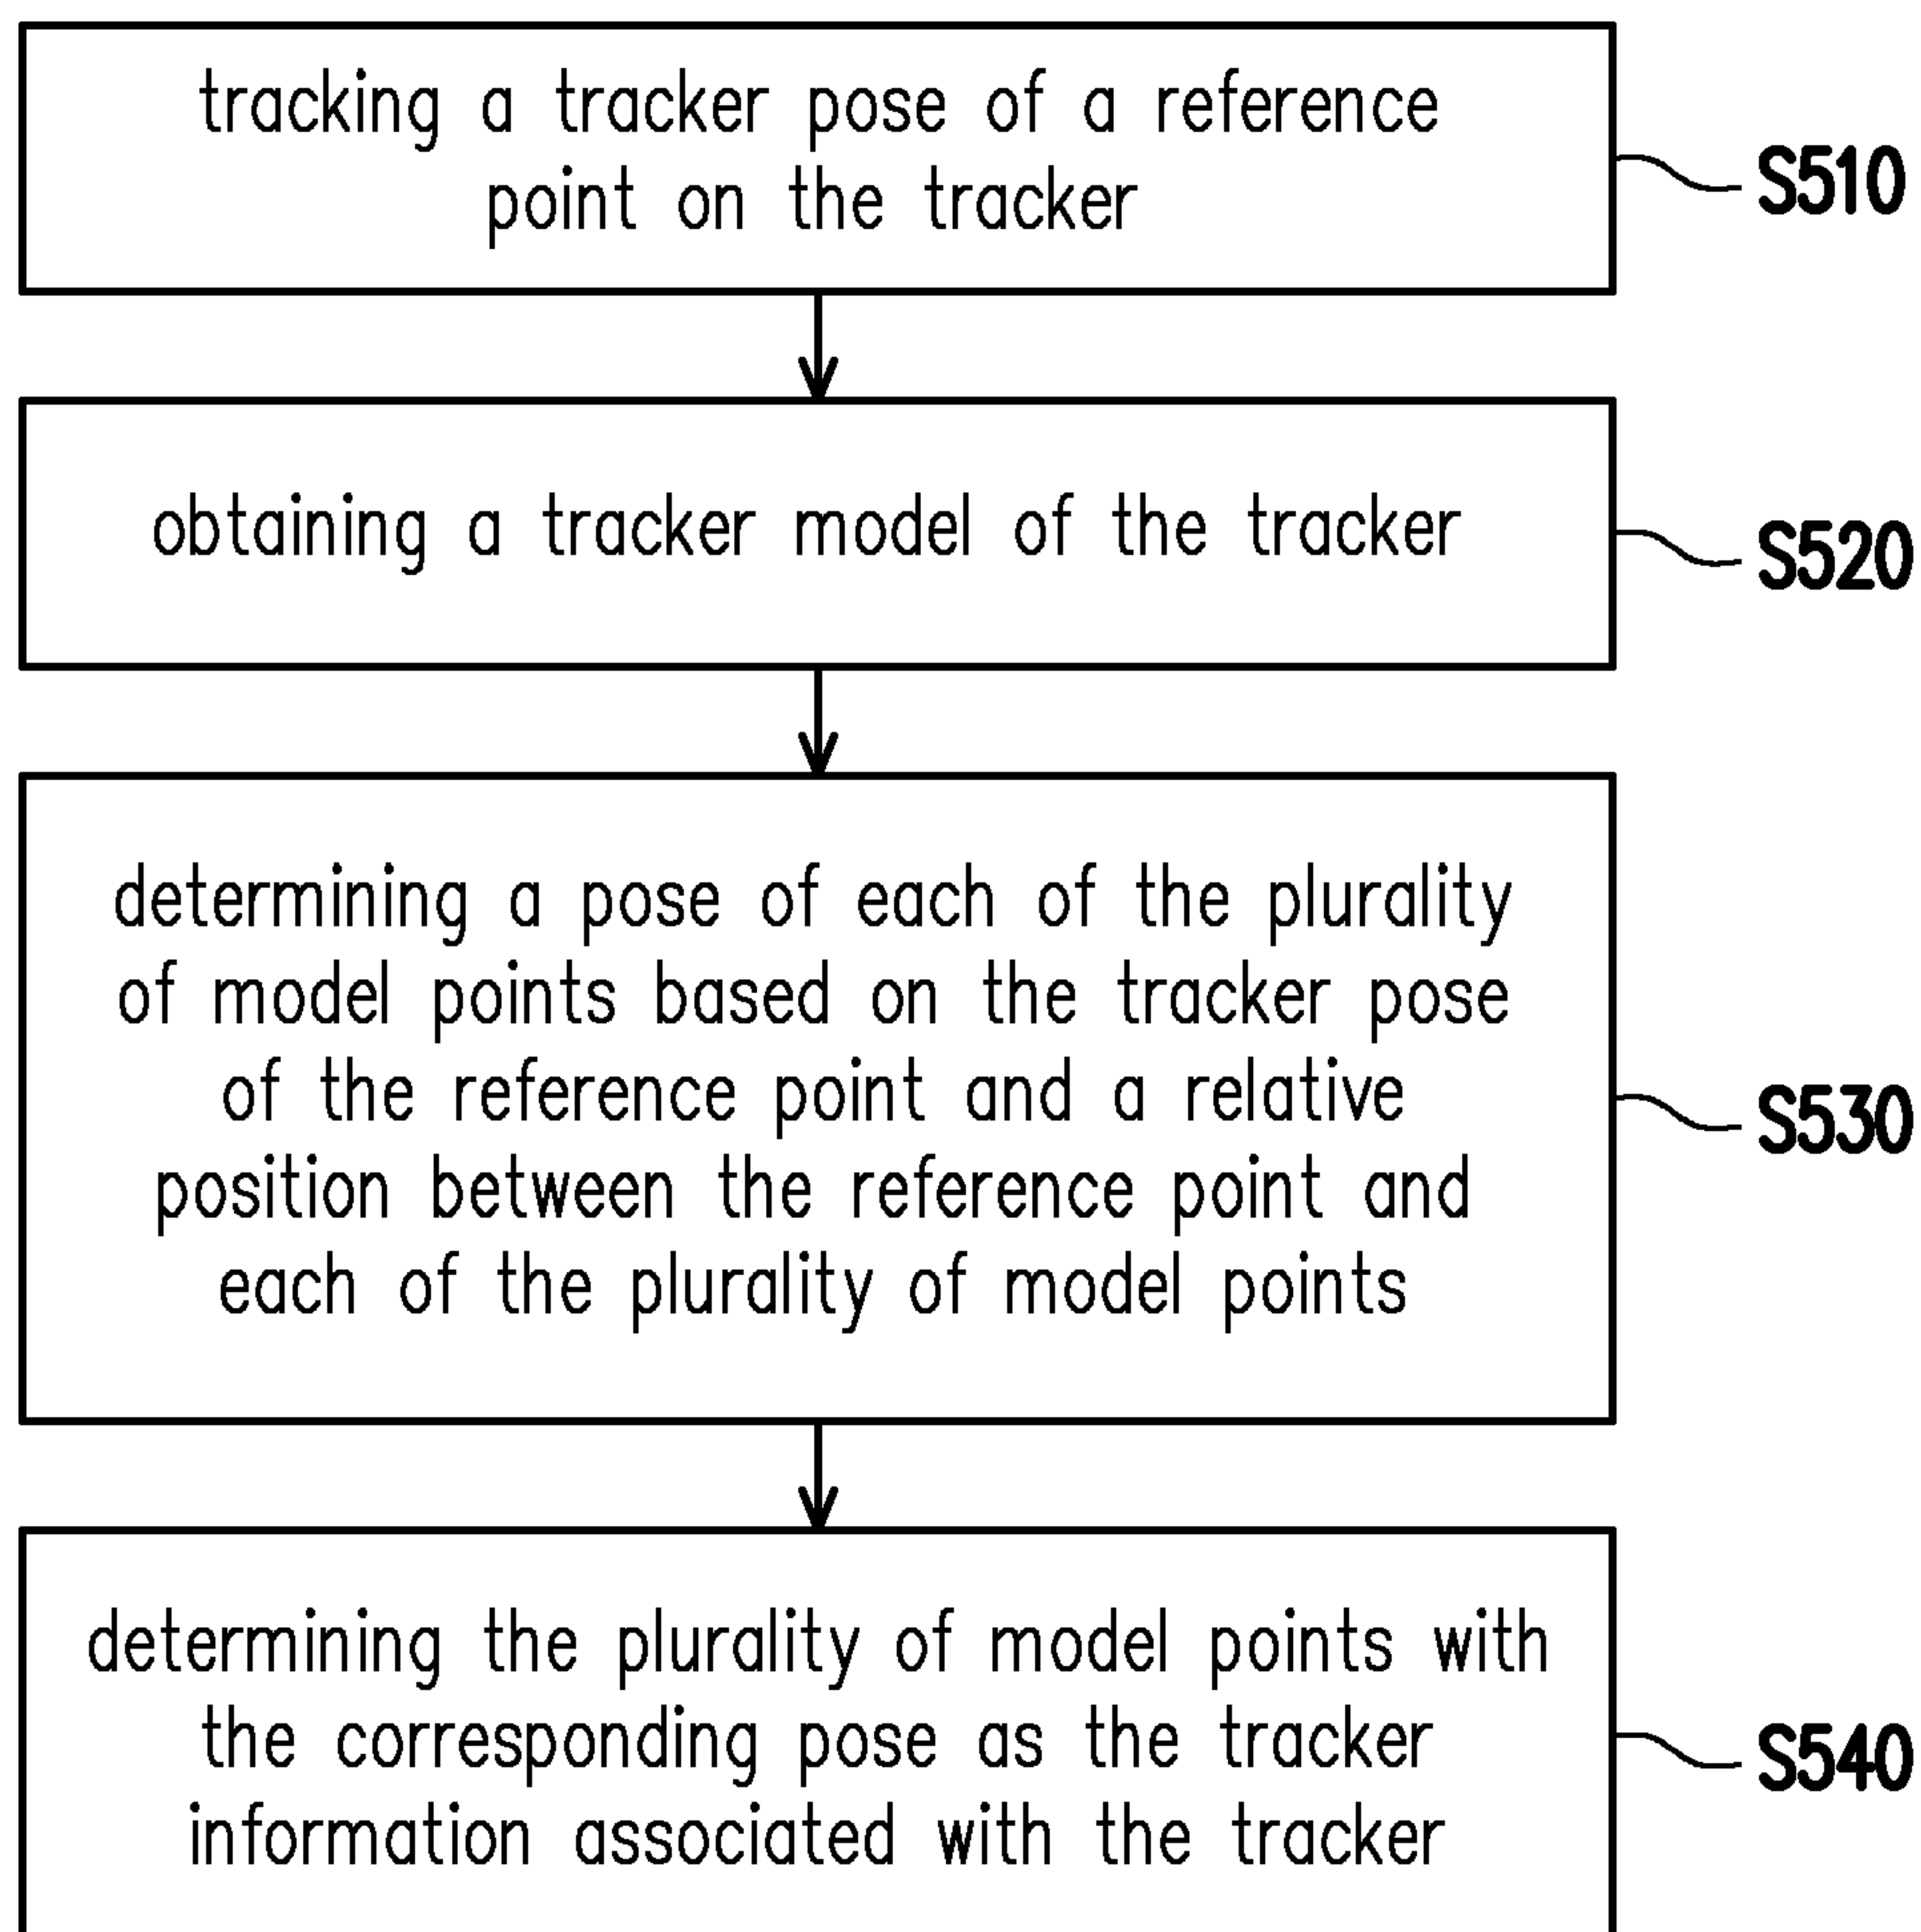 tracking a tracker pose of a reference
point on the tracker
S510
obtaining a tracker model of the tracker
S520
determining a pose of each of the plurality
of model points based on the tracker pose
of the reference point and a relative
position between the reference point and
each of the plurality of model points
S530
determining the plurality of model points with
the corresponding pose as the tracker
information associated with the tracker
S540